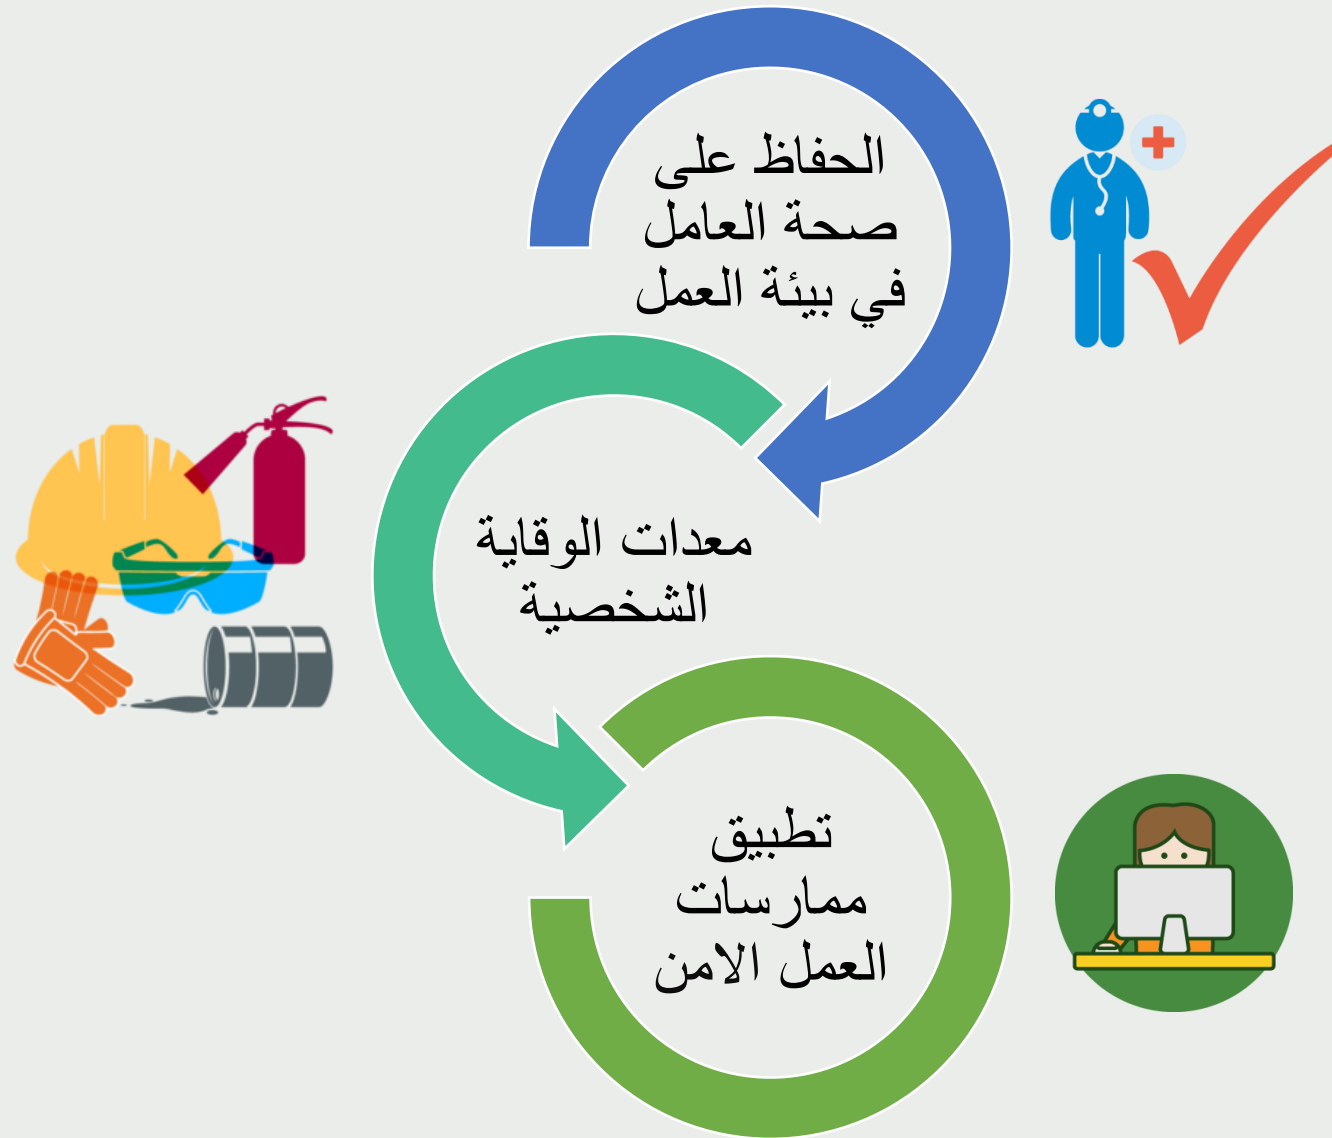 الحفاظ على
صحة العامل
في بيئة العمل
معدات الوقاية
الشخصية
تطبيق
ممارسات
العمل الامن